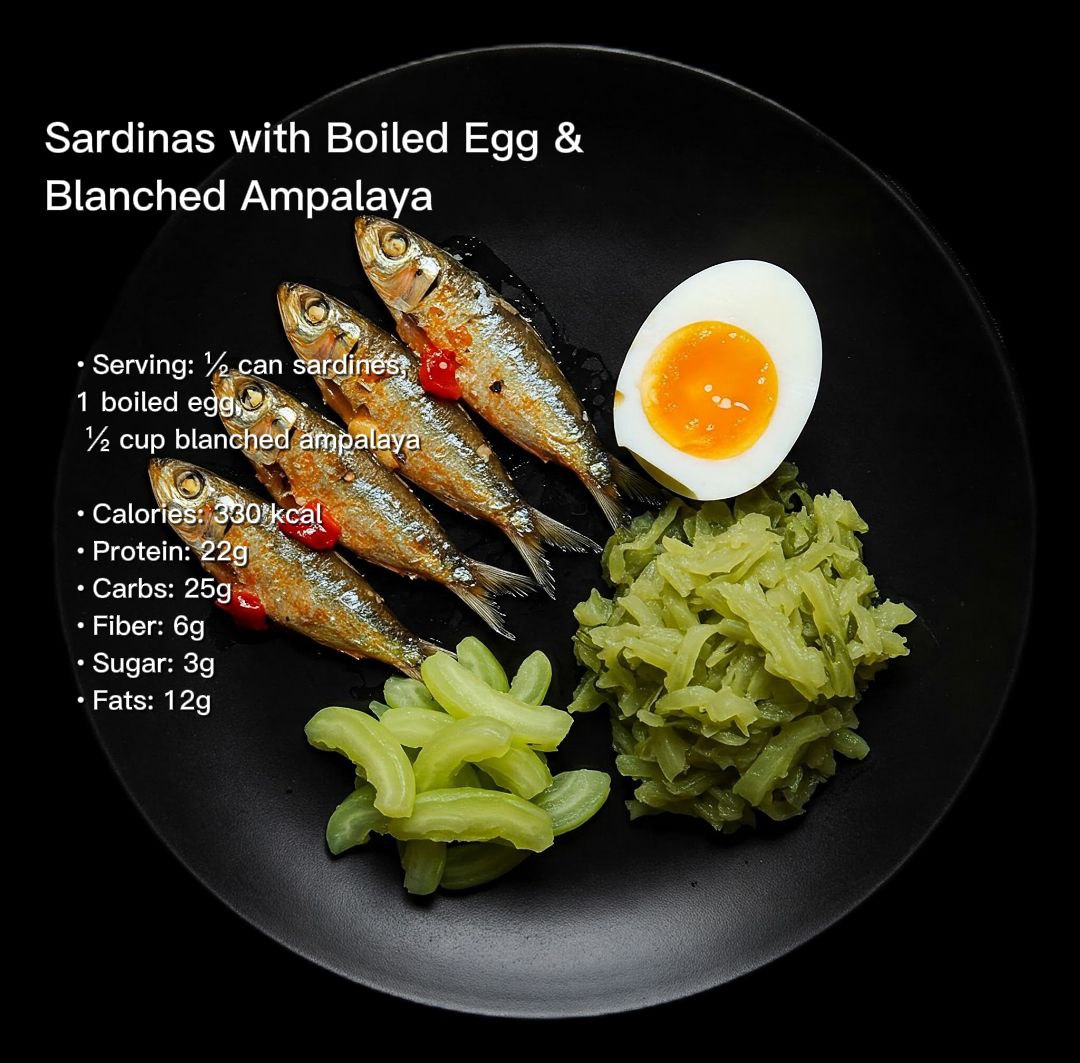 Sardinas with Boiled Egg &
Blanched Ampalaya
• Serving: ½ can sardines,
1 boiled egg,
½ cup blanched ampalaya
• Calories: 330 kcal
• Protein: 22g
• Carbs: 25g
• Fiber: 6g
• Sugar: 3g
• Fats: 12g